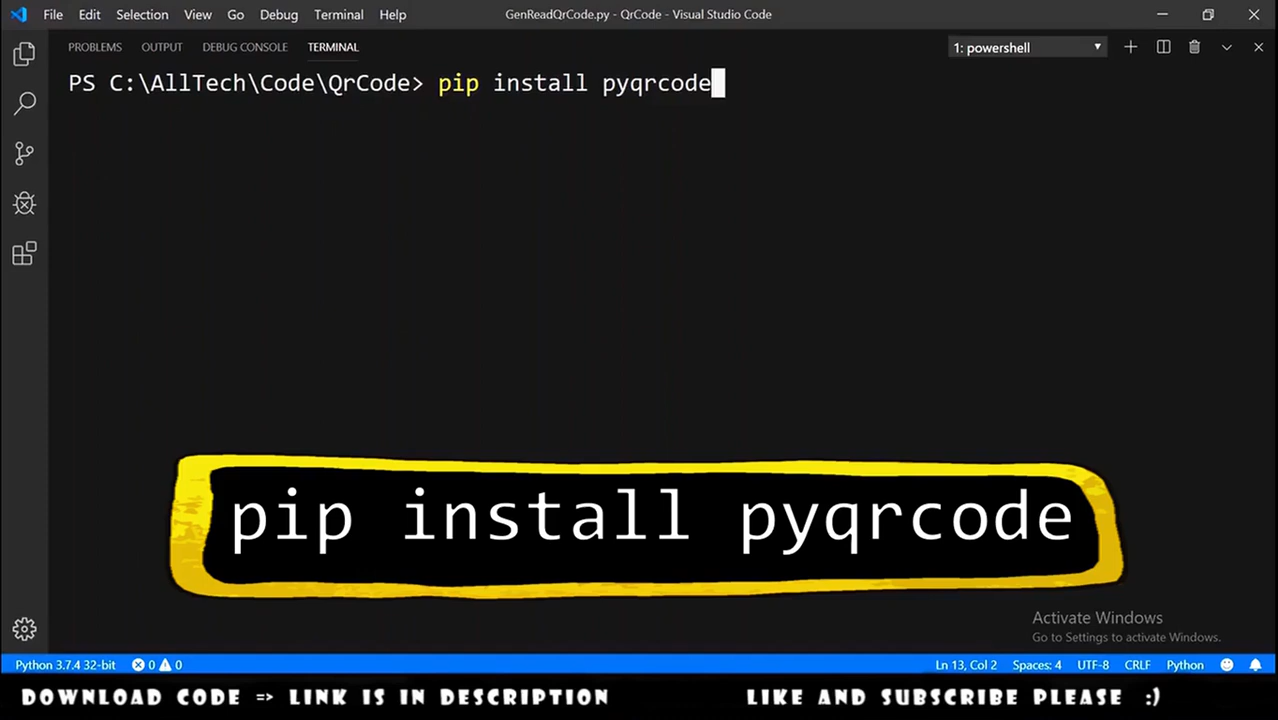 File Edit Selection View Go Debug Terminal Help GenReadQrCode.py - QrCode - Visual Studio Code
PROBLEMS OUTPUT DEBUG CONSOLE TERMINAL 1: powershell
PS C:\AllTech\Code\QrCode> pip install pyqrcode
pip install pyqrcode
Activate Windows
Go to Settings to activate Windows.
Python 3.7.4 32-bit 0 0 Ln 13, Col 2 Spaces: 4 UTF-8 CRLF Python
DOWNLOAD CODE => LINK IS IN DESCRIPTION LIKE AND SUBSCRIBE PLEASE :)